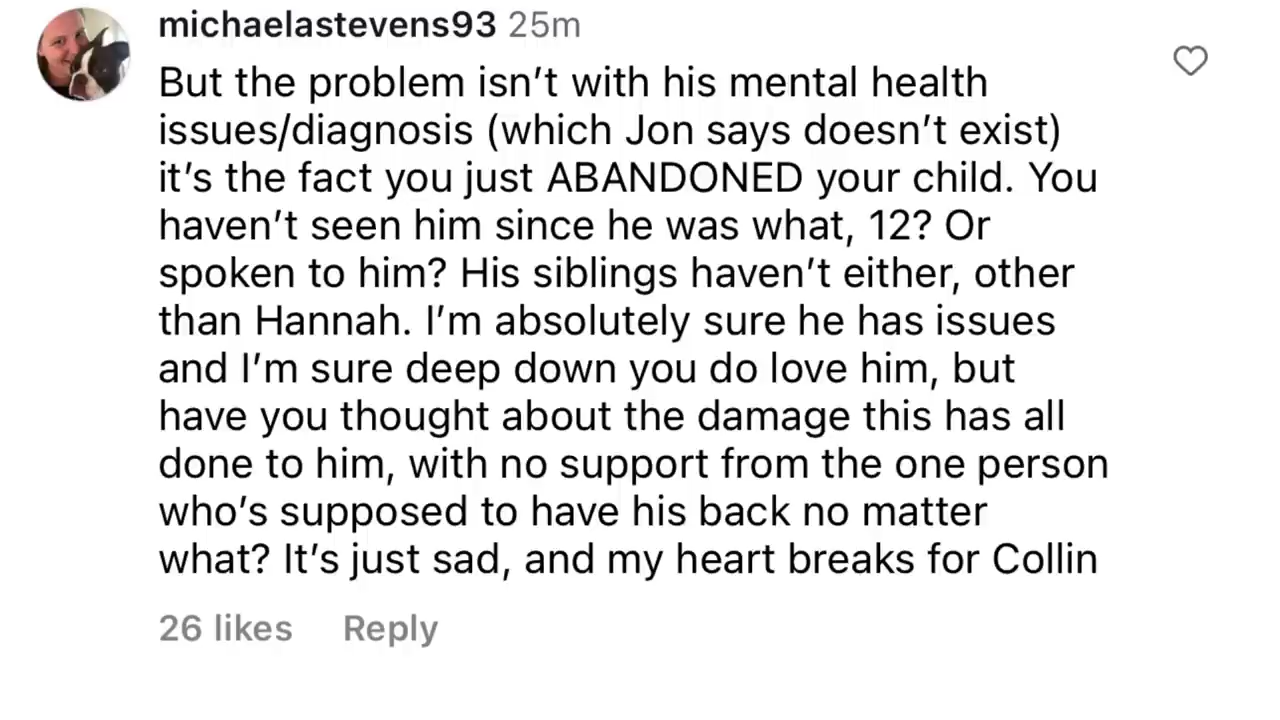 michaelastevens93 25m
But the problem isn’t with his mental health
issues/diagnosis (which Jon says doesn’t exist)
it’s the fact you just ABANDONED your child. You
haven’t seen him since he was what, 12? Or
spoken to him? His siblings haven’t either, other
than Hannah. I’m absolutely sure he has issues
and I’m sure deep down you do love him, but
have you thought about the damage this has all
done to him, with no support from the one person
who’s supposed to have his back no matter
what? It’s just sad, and my heart breaks for Collin
26 likes Reply